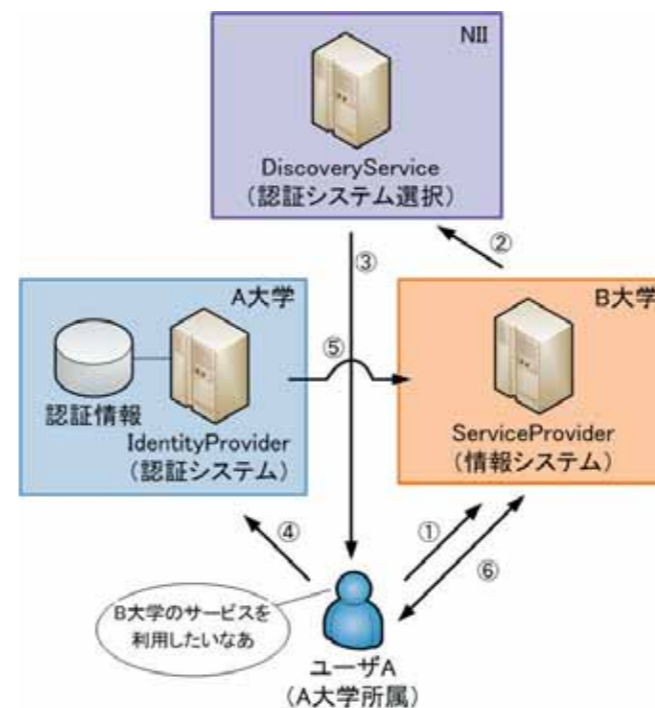 NII
DiscoveryService
（認証システム選択）
②
③
A大学
B大学
⑤
認証情報
IdentityProvider
（認証システム）
ServiceProvider
（情報システム）
④
①
⑥
B大学のサービスを
利用したいなあ
ユーザA
（A大学所属）